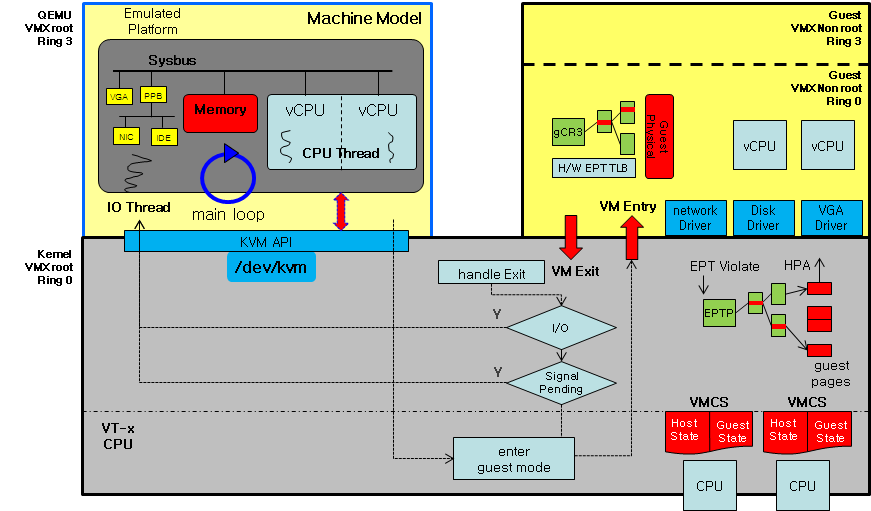 QEMU
VMXroot
Ring 3
Emulated
Platform
Machine Model
Sysbus
VGA
PPB
NIC
IDE
Memory
vCPU
vCPU
CPU Thread
IO Thread
main loop
Guest
VMXNonroot
Ring 3
Guest
VMXNonroot
Ring 0
gCR3
Guest
Physical
H/W EPT TLB
vCPU
vCPU
VM Entry
network
Driver
Disk
Driver
VGA
Driver
Kernel
VMXroot
Ring 0
KVM API
/dev/kvm
handle Exit
VM Exit
I/O
Y
Signal
Pending
Y
EPT Violate
HPA
EPTP
guest
pages
VT-x
CPU
enter
guest mode
VMCS
VMCS
Host
State
Guest
State
Host
State
Guest
State
CPU
CPU